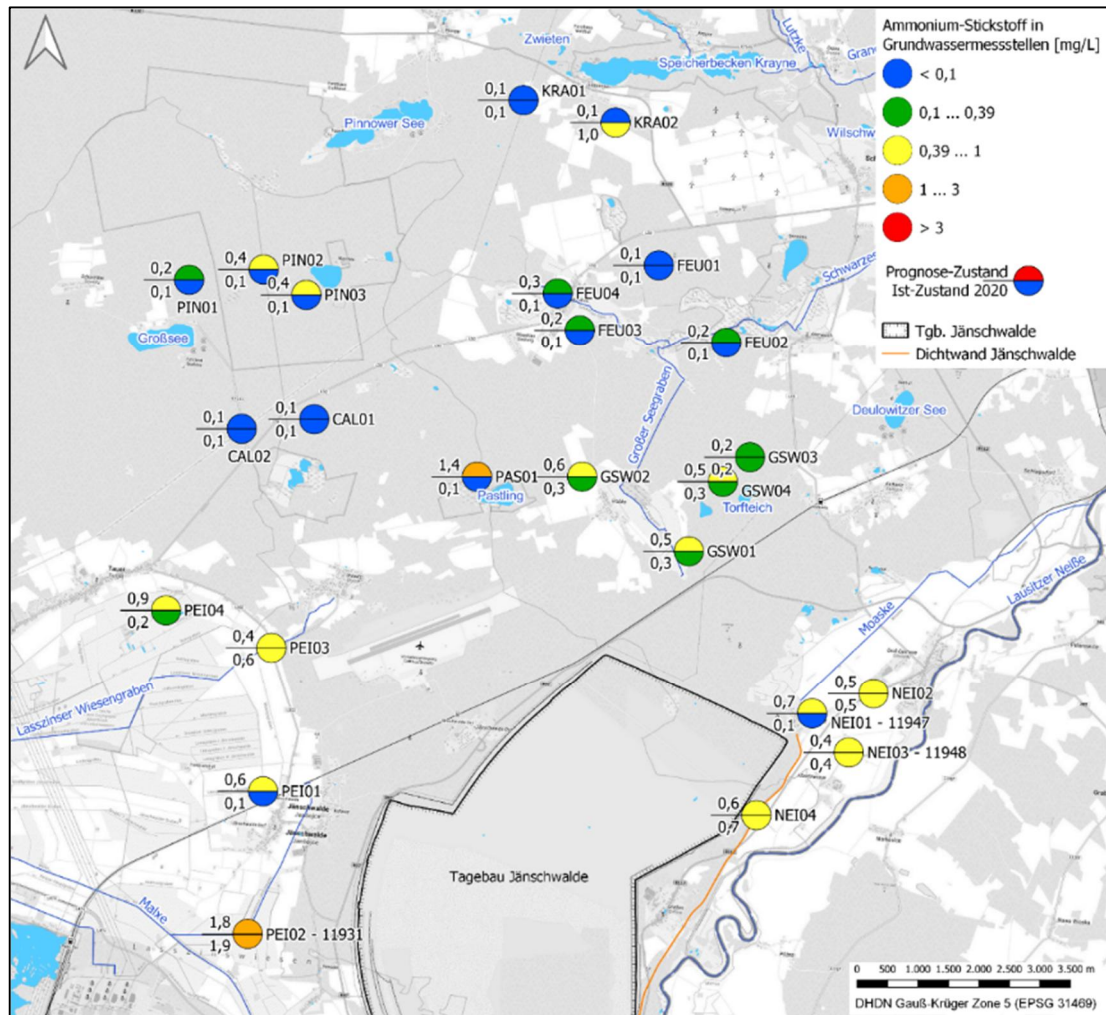 Ammonium-Stickstoff in
Grundwassermessstellen [mg/L]
< 0,1
0,1 ... 0,39
0,39 ... 1
1 ... 3
> 3
Prognose-Zustand
Ist-Zustand 2020
Tgb. Jänschwalde
Dichtwand Jänschwalde
Zwieten
Lutzke
Speicherbecken Krayne
0,1
0,1
KRA01
0,1
1,0
KRA02
Pinnower See
0,2
0,1
PIN01
0,4
0,1
PIN02
0,4
0,1
PIN03
Großsee
0,1
0,1
FEU01
0,3
0,1
FEU04
0,2
0,1
FEU03
0,2
0,1
FEU02
Großer Seegraben
Deulowitzer See
0,1
0,1
CAL02
0,1
0,1
CAL01
1,4
0,1
PAS01
Pastling
0,6
0,3
GSW02
0,2
0,2
GSW03
0,5
0,3
GSW04
Torfteich
0,5
0,3
GSW01
Tauer
0,9
0,2
PEI04
0,4
0,6
PEI03
Lasszinser Wiesengraben
Moaske
Lausitzer Neiße
0,5
0,5
NEI02
0,7
0,1
NEI01 - 11947
0,4
0,4
NEI03 - 11948
0,6
0,7
NEI04
0,6
0,1
PEI01
Jänschwalde
Tagebau Jänschwalde
Malxe
1,8
1,9
PEI02 - 11931
0 500 1.000 1.500 2.000 2.500 3.000 3.500 m
DHDN Gauß-Krüger Zone 5 (EPSG 31469)